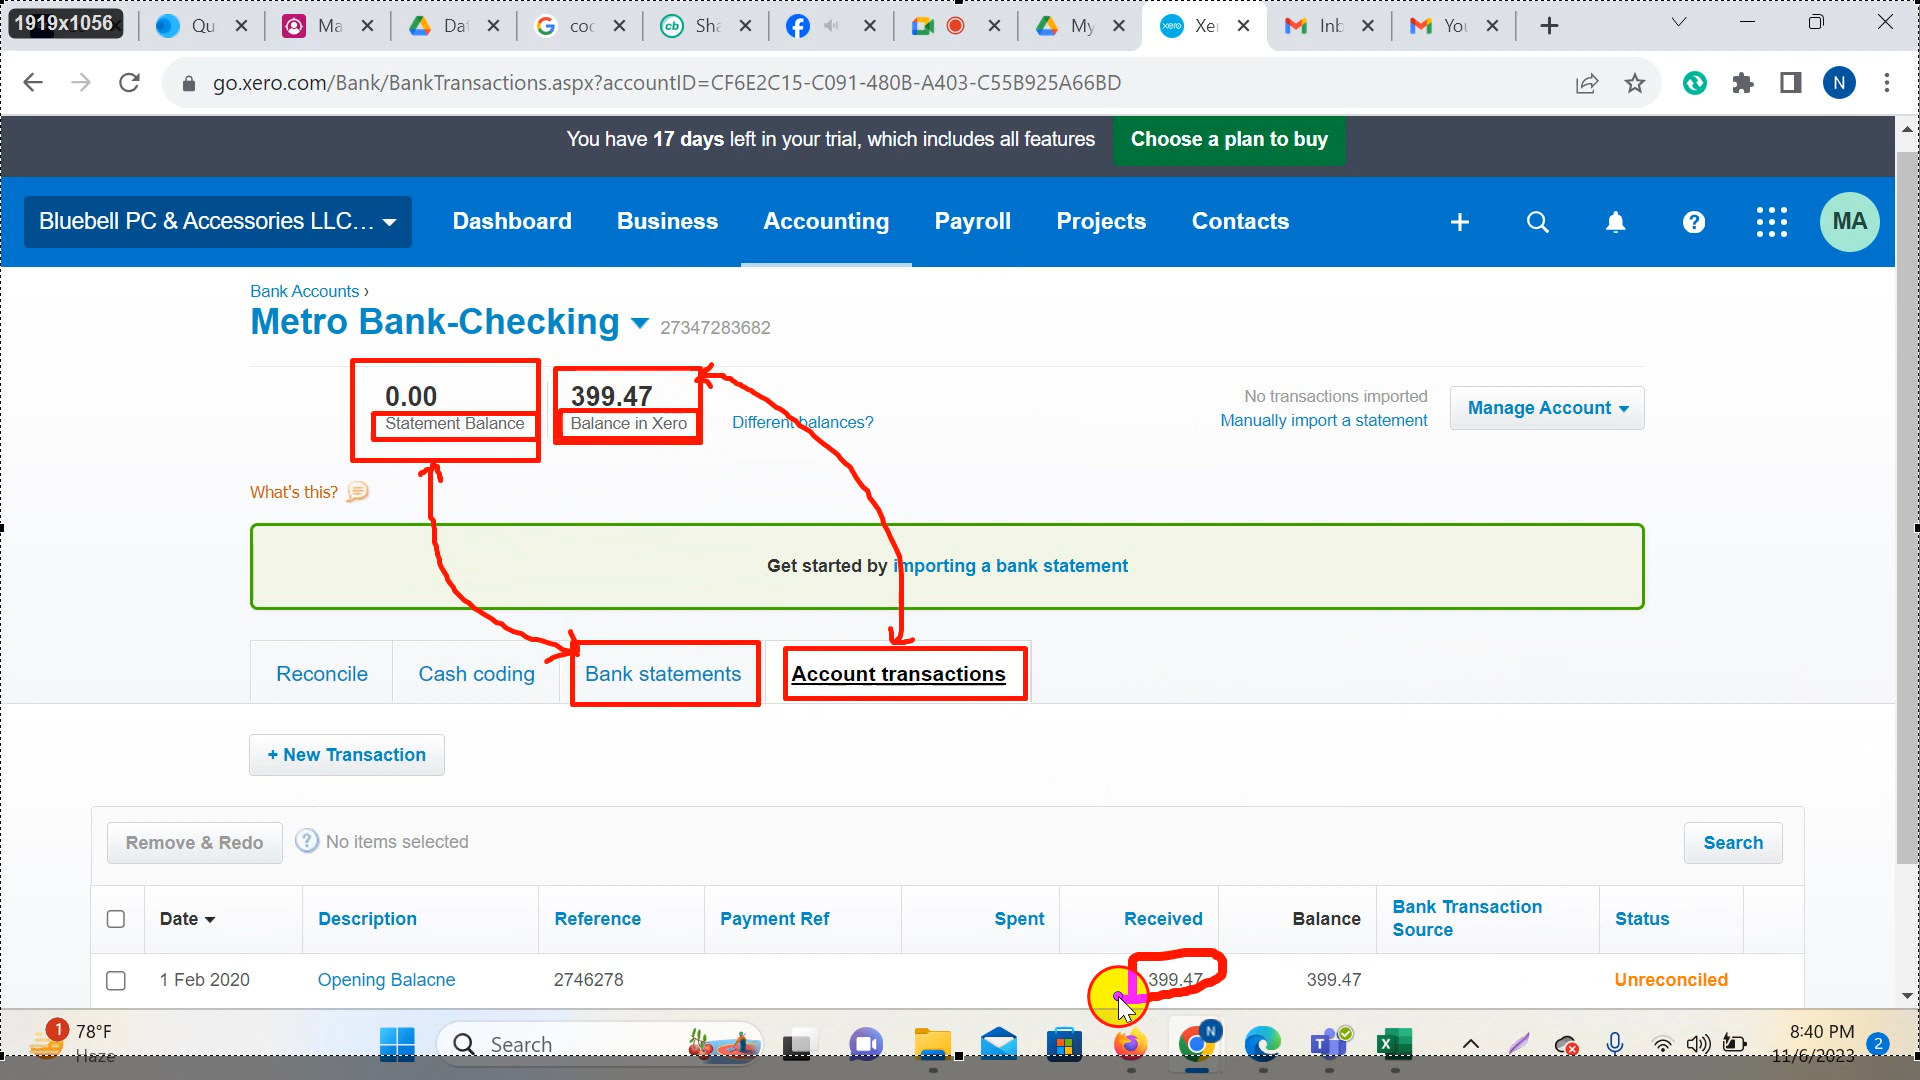 1919x1056
Qu
Ma
Dat
coc
Sha
My
Xe
Inb
You
go.xero.com/Bank/BankTransactions.aspx?accountID=CF6E2C15-C091-480B-A403-C55B925A66BD
N
You have 17 days left in your trial, which includes all features
Choose a plan to buy
Bluebell PC & Accessories LLC...
Dashboard
Business
Accounting
Payroll
Projects
Contacts
MA
Bank Accounts ›
Metro Bank-Checking
27347283682
0.00
Statement Balance
399.47
Balance in Xero
Different balances?
No transactions imported
Manually import a statement
Manage Account
What's this?
Get started by importing a bank statement
Reconcile
Cash coding
Bank statements
Account transactions
+ New Transaction
Remove & Redo
? No items selected
Search
Date
Description
Reference
Payment Ref
Spent
Received
Balance
Bank Transaction
Source
Status
1 Feb 2020
Opening Balacne
2746278
399.47
399.47
Unreconciled
1
78°F
Haze
Search
N
8:40 PM
11/6/2023
2